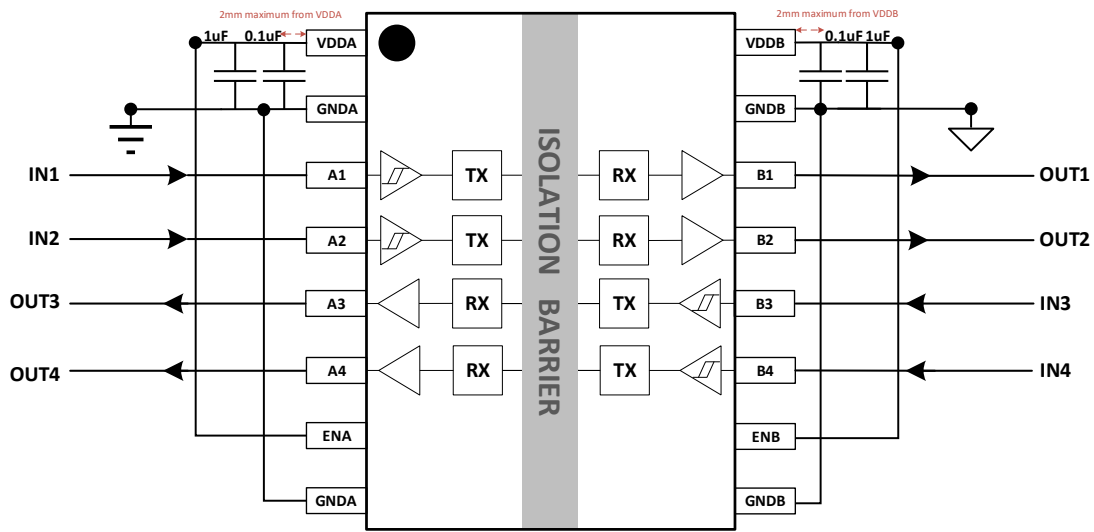 2mm maximum from VDDA
2mm maximum from VDDB
1uF 0.1uF VDDA VDDB 0.1uF 1uF
GNDA GNDB
IN1 A1 TX RX B1 OUT1
IN2 A2 TX RX B2 OUT2
OUT3 A3 RX TX B3 IN3
OUT4 A4 RX TX B4 IN4
ISOLATION BARRIER
ENA ENB
GNDA GNDB